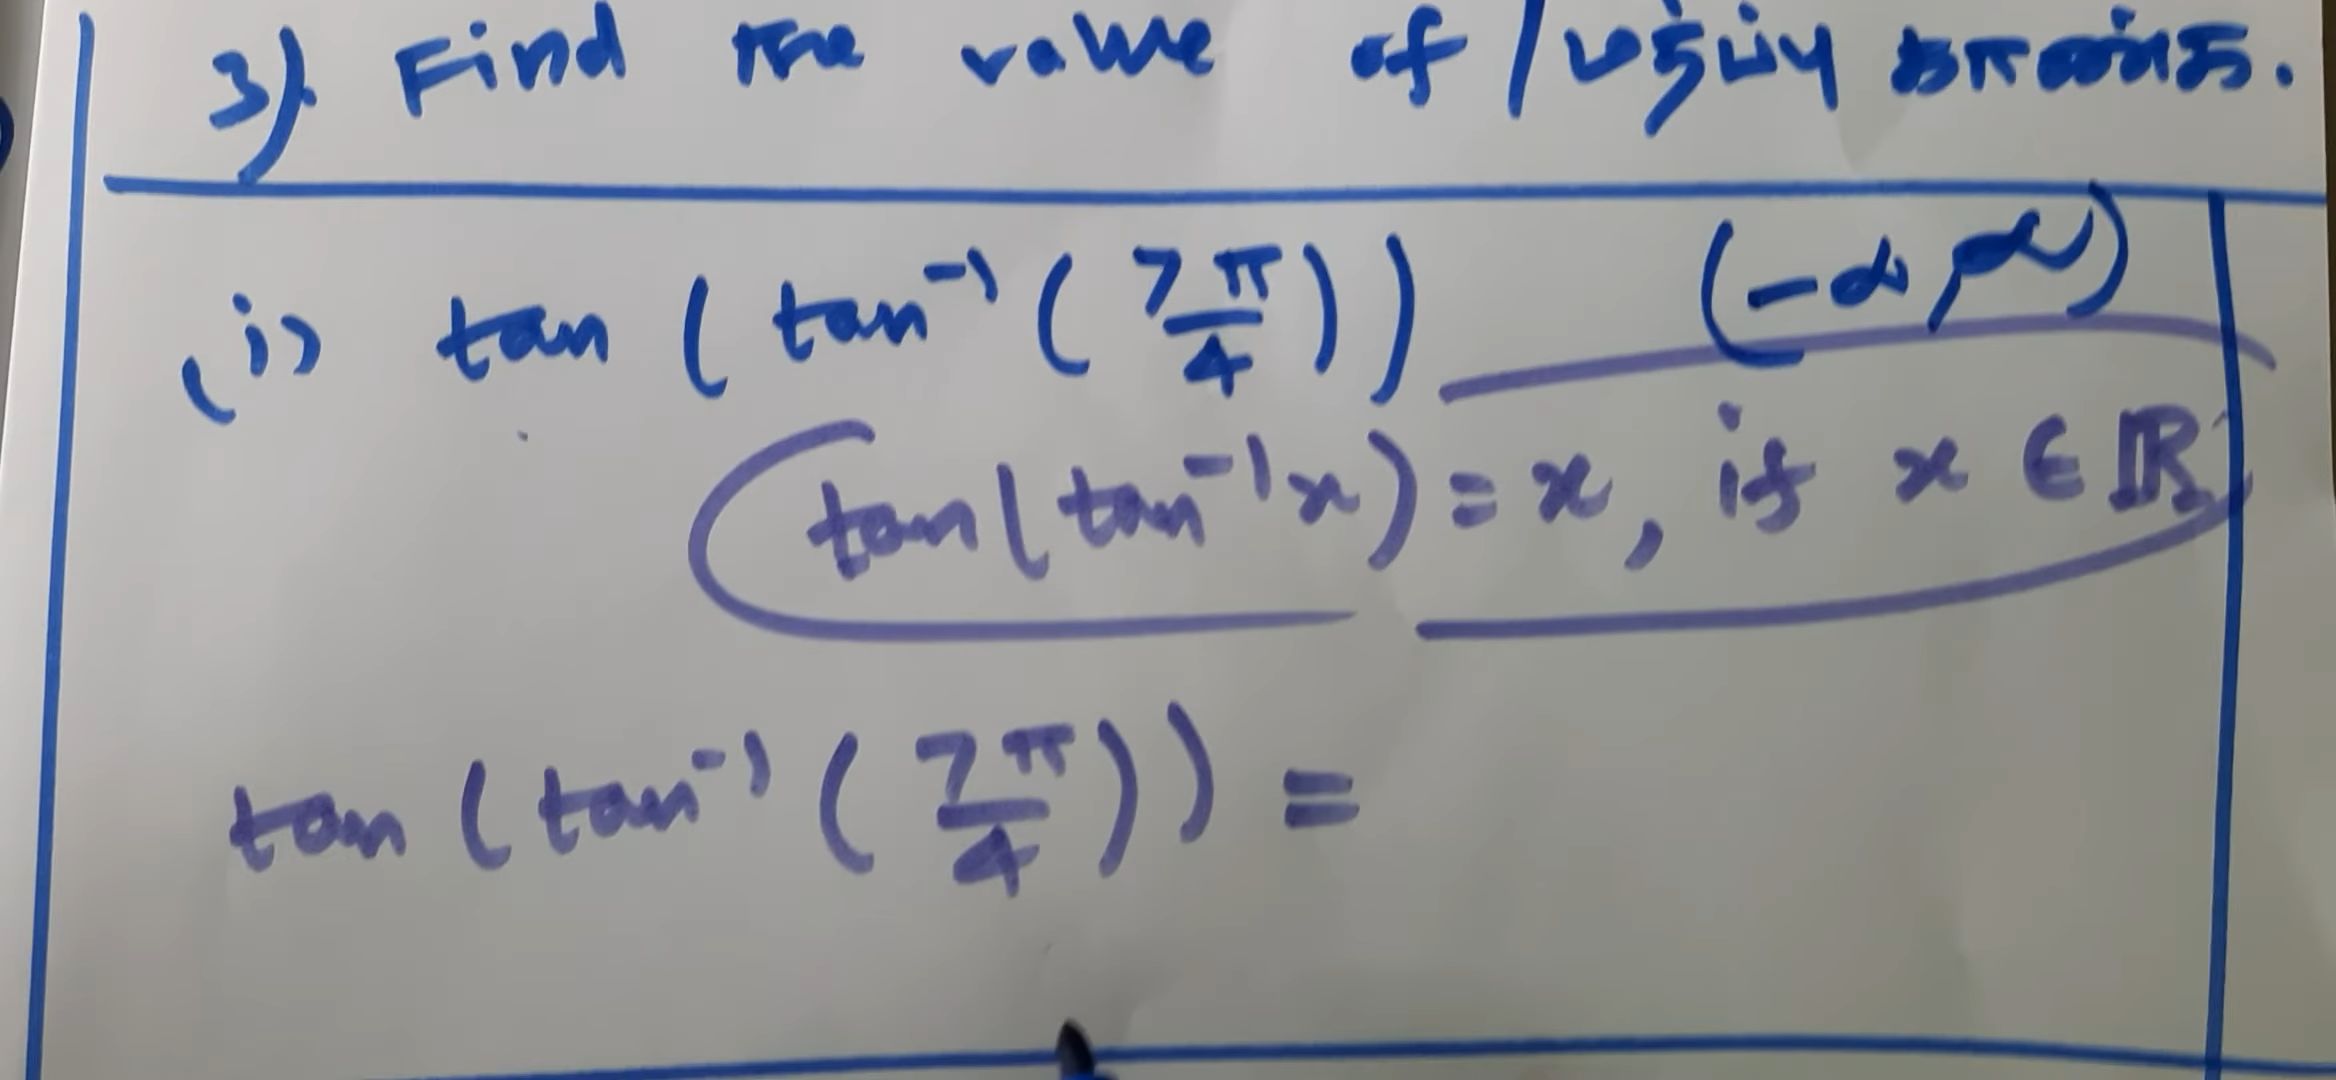 3). Find the value of / மதிப்பு காண்க.
(i) tan (tan⁻¹ (7π/4)) (-∞, ∞)
tan(tan⁻¹x) = x, if x ∈ ℝ
tan (tan⁻¹ (7π/4)) =